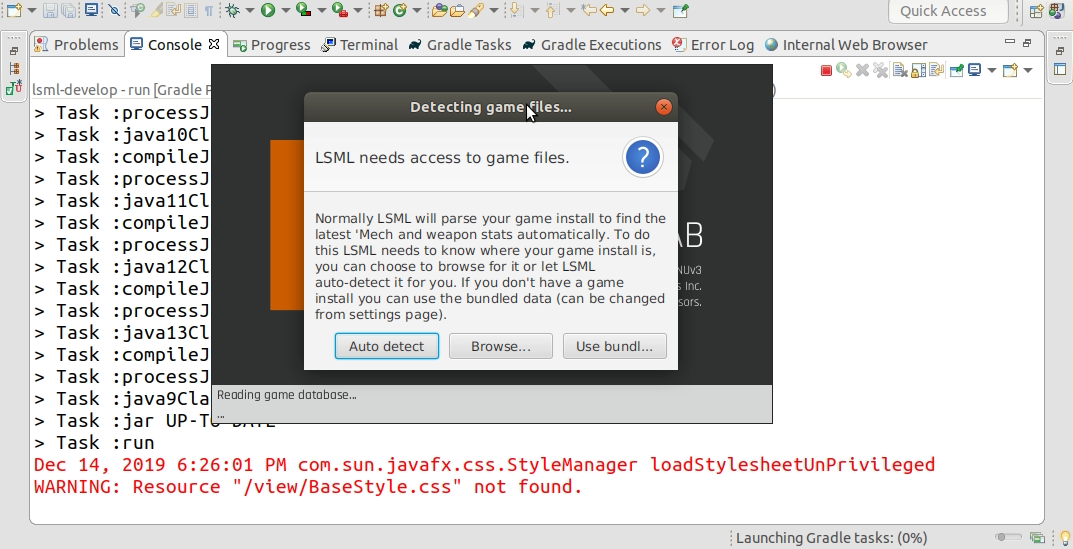 Quick Access
Problems
Console
Progress
Terminal
Gradle Tasks
Gradle Executions
Error Log
Internal Web Browser
lsml-develop - run [Gradle P
)
> Task :processJ
> Task :java10Cl
> Task :compileJ
> Task :processJ
> Task :java11Cl
> Task :compileJ
> Task :processJ
> Task :java12Cl
> Task :compileJ
> Task :processJ
> Task :java13Cl
> Task :compileJ
> Task :processJ
> Task :java9Cla
> Task :jar UP-TO-DATE
> Task :run
Dec 14, 2019 6:26:01 PM com.sun.javafx.css.StyleManager loadStylesheetUnPrivileged
WARNING: Resource "/view/BaseStyle.css" not found.
Detecting game files...
LSML needs access to game files.
?
Normally LSML will parse your game install to find the
latest 'Mech and weapon stats automatically. To do
this LSML needs to know where your game install is,
you can choose to browse for it or let LSML
auto-detect it for you. If you don't have a game
install you can use the bundled data (can be changed
from settings page).
Auto detect
Browse...
Use bundl...
AB
NUv3
s Inc.
sors.
Reading game database...
...
Launching Gradle tasks: (0%)